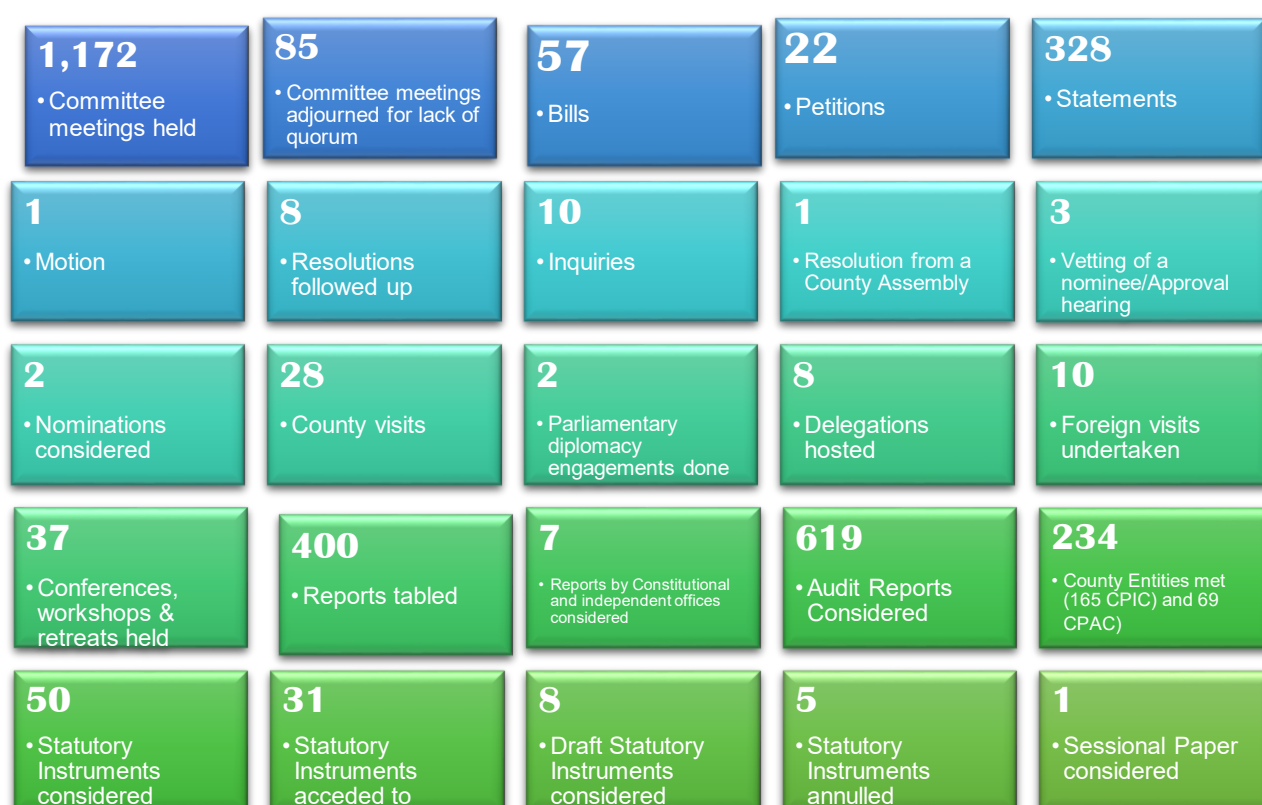 1,172
• Committee
meetings held
85
• Committee meetings
adjourned for lack of
quorum
57
• Bills
22
• Petitions
328
• Statements
1
• Motion
8
• Resolutions
followed up
10
• Inquiries
1
• Resolution from a
County Assembly
3
• Vetting of a
nominee/Approval
hearing
2
• Nominations
considered
28
• County visits
2
• Parliamentary
diplomacy
engagements done
8
• Delegations
hosted
10
• Foreign visits
undertaken
37
• Conferences,
workshops &
retreats held
400
• Reports tabled
7
• Reports by Constitutional
and independent offices
considered
619
• Audit Reports
Considered
234
• County Entities met
(165 CPIC) and 69
CPAC)
50
• Statutory
Instruments
considered
31
• Statutory
Instruments
acceded to
8
• Draft Statutory
Instruments
considered
5
• Statutory
Instruments
annulled
1
• Sessional Paper
considered